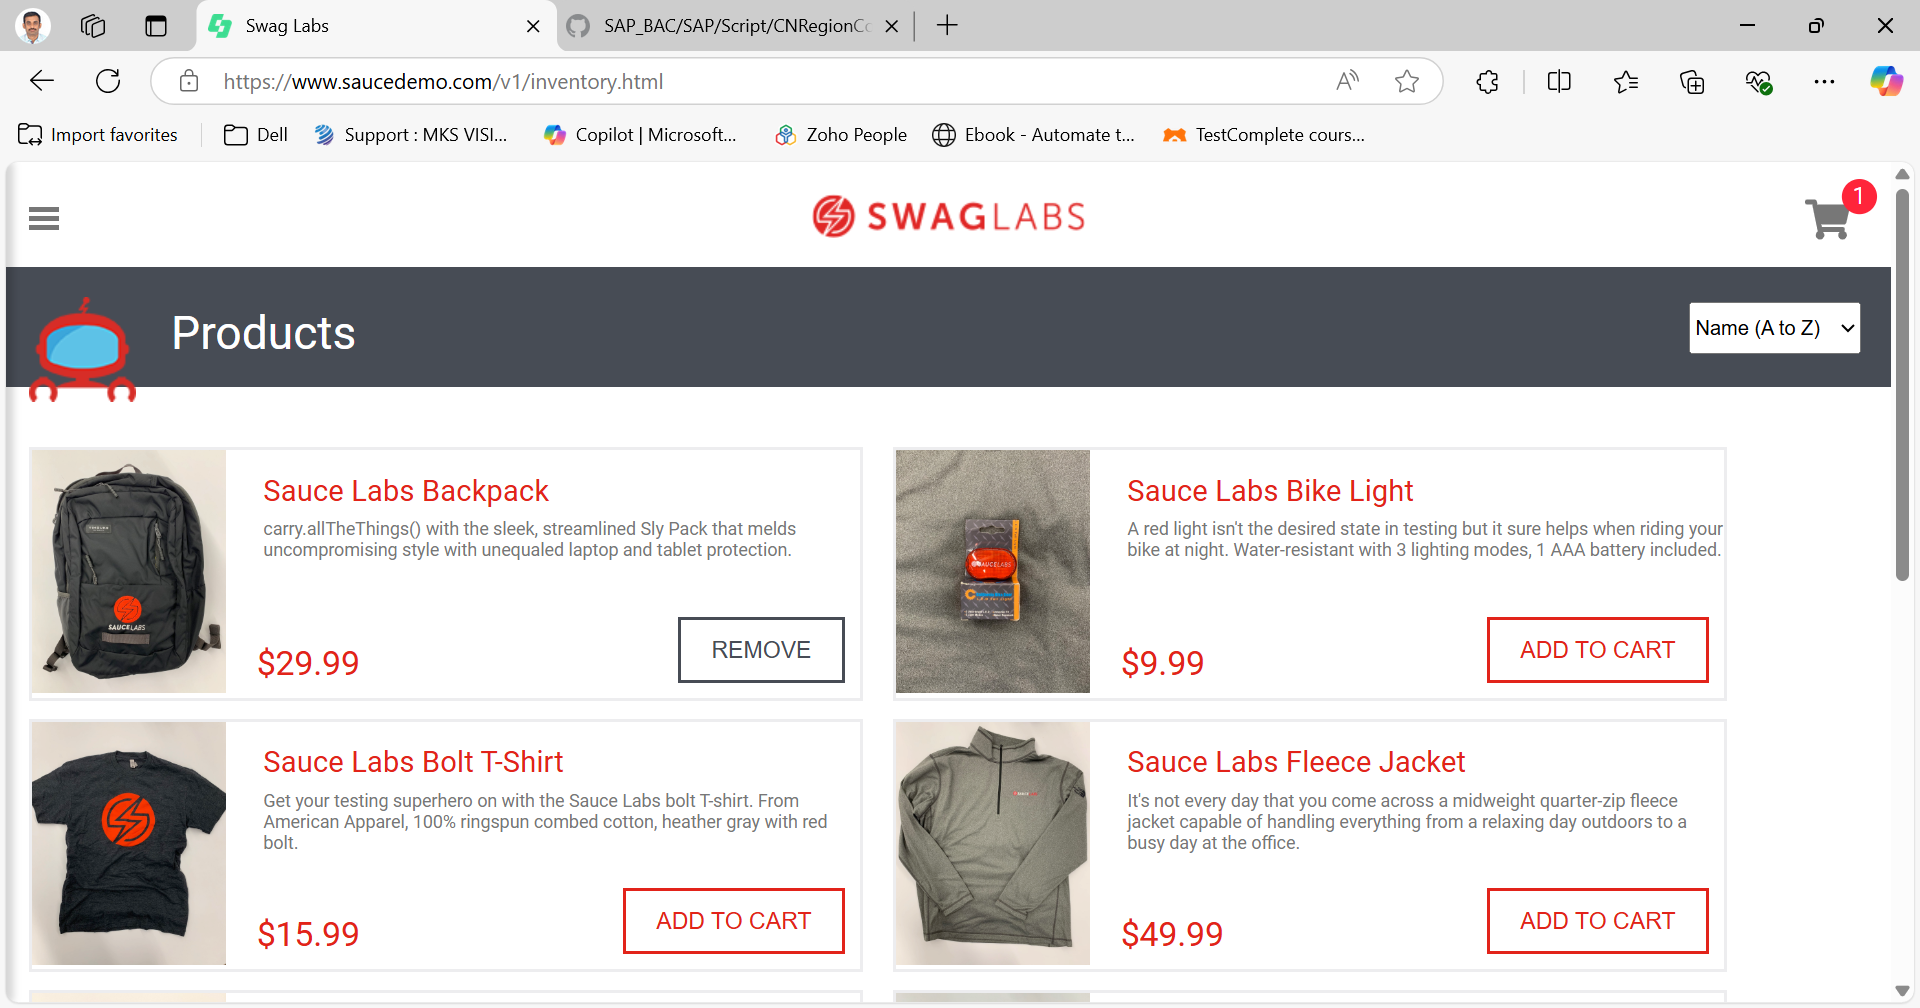 Swag Labs
SAP_BAC/SAP/Script/CNRegionCo
https://www.saucedemo.com/v1/inventory.html
Import favorites
Dell
Support : MKS VISI...
Copilot | Microsoft...
Zoho People
Ebook - Automate t...
TestComplete cours...
SWAGLABS
1
Products
Name (A to Z)
Sauce Labs Backpack
carry.allTheThings() with the sleek, streamlined Sly Pack that melds
uncompromising style with unequaled laptop and tablet protection.
$29.99
REMOVE
SAUCELABS
Sauce Labs Bike Light
A red light isn't the desired state in testing but it sure helps when riding your
bike at night. Water-resistant with 3 lighting modes, 1 AAA battery included.
$9.99
ADD TO CART
SAUCELABS
Sauce Labs Bolt T-Shirt
Get your testing superhero on with the Sauce Labs bolt T-shirt. From
American Apparel, 100% ringspun combed cotton, heather gray with red
bolt.
$15.99
ADD TO CART
Sauce Labs Fleece Jacket
It's not every day that you come across a midweight quarter-zip fleece
jacket capable of handling everything from a relaxing day outdoors to a
busy day at the office.
$49.99
ADD TO CART